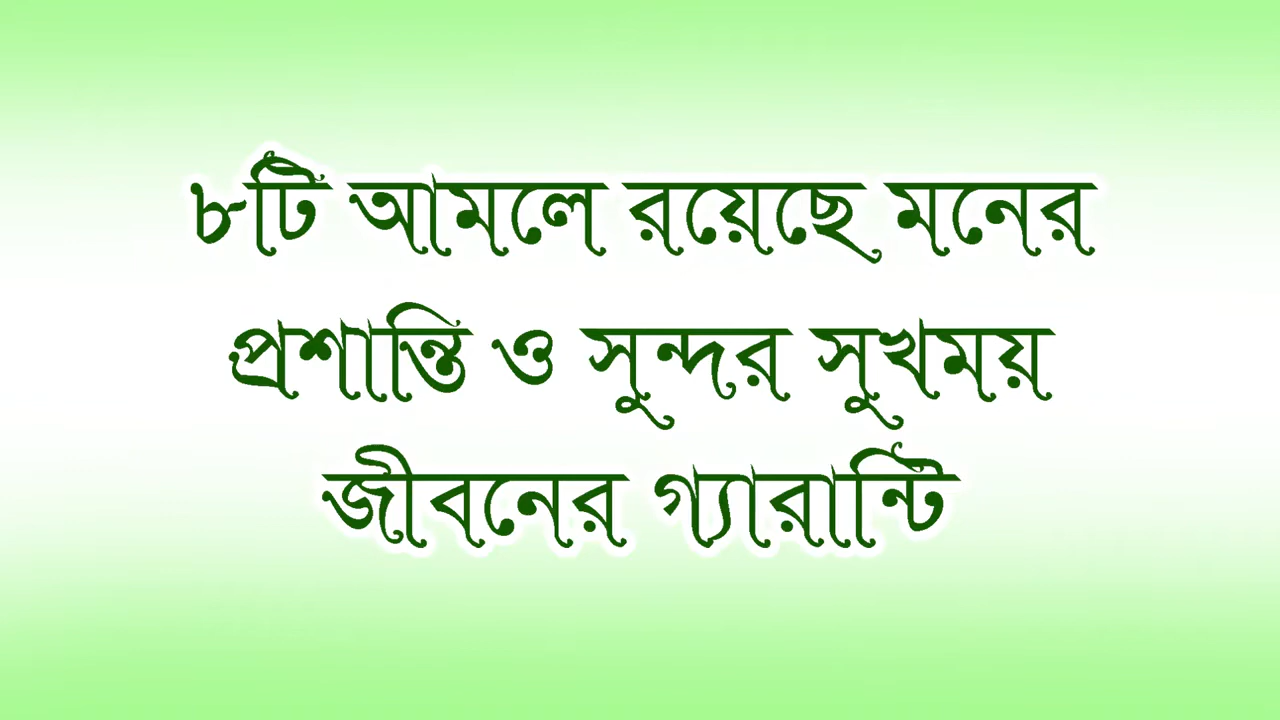 ৮টি আমলে রয়েছে মনের
প্রশান্তি ও সুন্দর সুখময়
জীবনের গ্যারান্টি